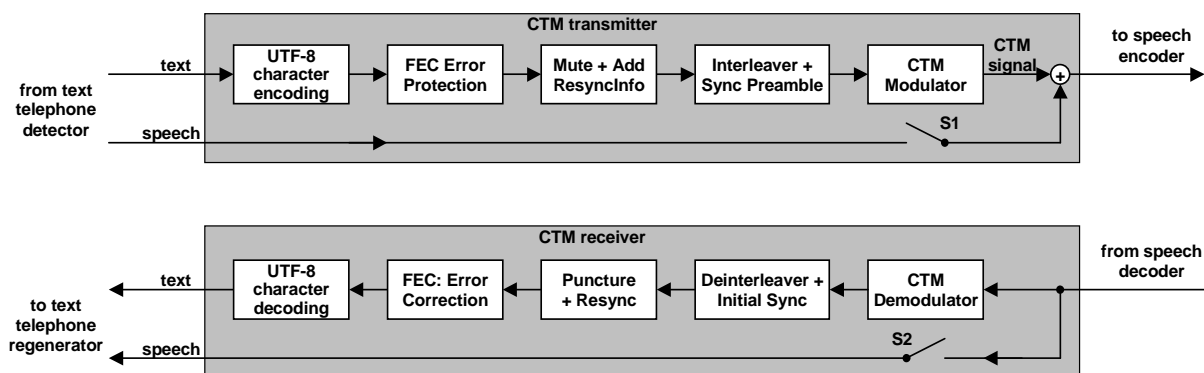 CTM transmitter
to speech
encoder
text
UTF-8
character
encoding
FEC Error
Protection
Mute + Add
ResyncInfo
Interleaver +
Sync Preamble
CTM
Modulator
CTM
signal
+
from text
telephone
detector
speech
S1
CTM receiver
from speech
decoder
text
UTF-8
character
decoding
FEC: Error
Correction
Puncture
+ Resync
Deinterleaver +
Initial Sync
CTM
Demodulator
to text
telephone
regenerator
speech
S2